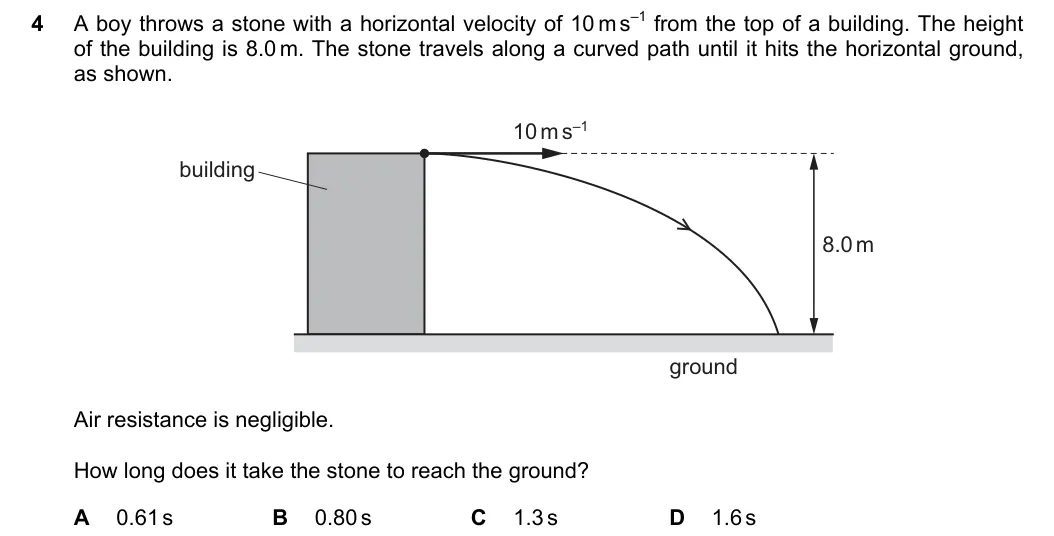 4 A boy throws a stone with a horizontal velocity of 10 m s⁻¹ from the top of a building. The height
of the building is 8.0 m. The stone travels along a curved path until it hits the horizontal ground,
as shown.
10 m s⁻¹
building
8.0 m
ground
Air resistance is negligible.
How long does it take the stone to reach the ground?
A 0.61 s B 0.80 s C 1.3 s D 1.6 s